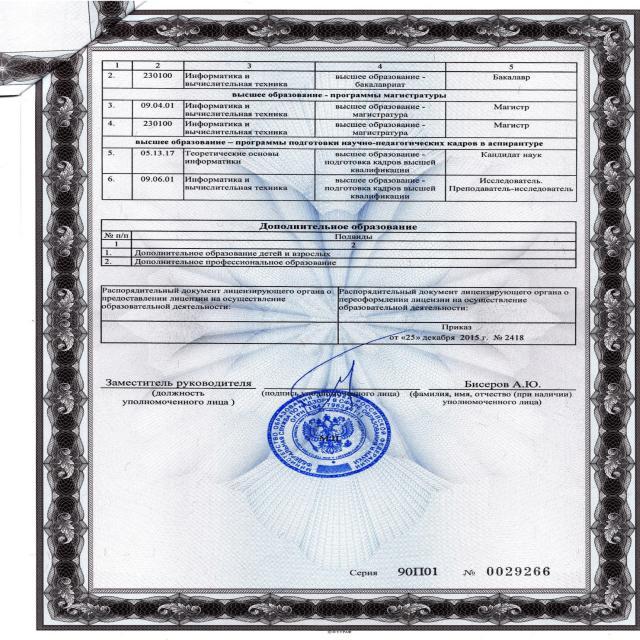 1 2 3 4 5
2. 230100 Информатика и вычислительная техника высшее образование - бакалавриат Бакалавр
высшее образование - программы магистратуры
3. 09.04.01 Информатика и вычислительная техника высшее образование - магистратура Магистр
4. 230100 Информатика и вычислительная техника высшее образование - магистратура Магистр
высшее образование – программы подготовки научно-педагогических кадров в аспирантуре
5. 05.13.17 Теоретические основы информатики высшее образование - подготовка кадров высшей квалификации Кандидат наук
6. 09.06.01 Информатика и вычислительная техника высшее образование - подготовка кадров высшей квалификации Исследователь. Преподаватель-исследователь
Дополнительное образование
№ п/п Подвиды
1 2
1. Дополнительное образование детей и взрослых
2. Дополнительное профессиональное образование
Распорядительный документ лицензирующего органа о предоставлении лицензии на осуществление образовательной деятельности:
Распорядительный документ лицензирующего органа о переоформлении лицензии на осуществление образовательной деятельности:
Приказ
от «25» декабря 2015 г. № 2418
Заместитель руководителя
(должность
уполномоченного лица )
(подпись уполномоченного лица)
Бисеров А.Ю.
(фамилия, имя, отчество (при наличии)
уполномоченного лица)
М.П.
Серия 90П01 № 0029266